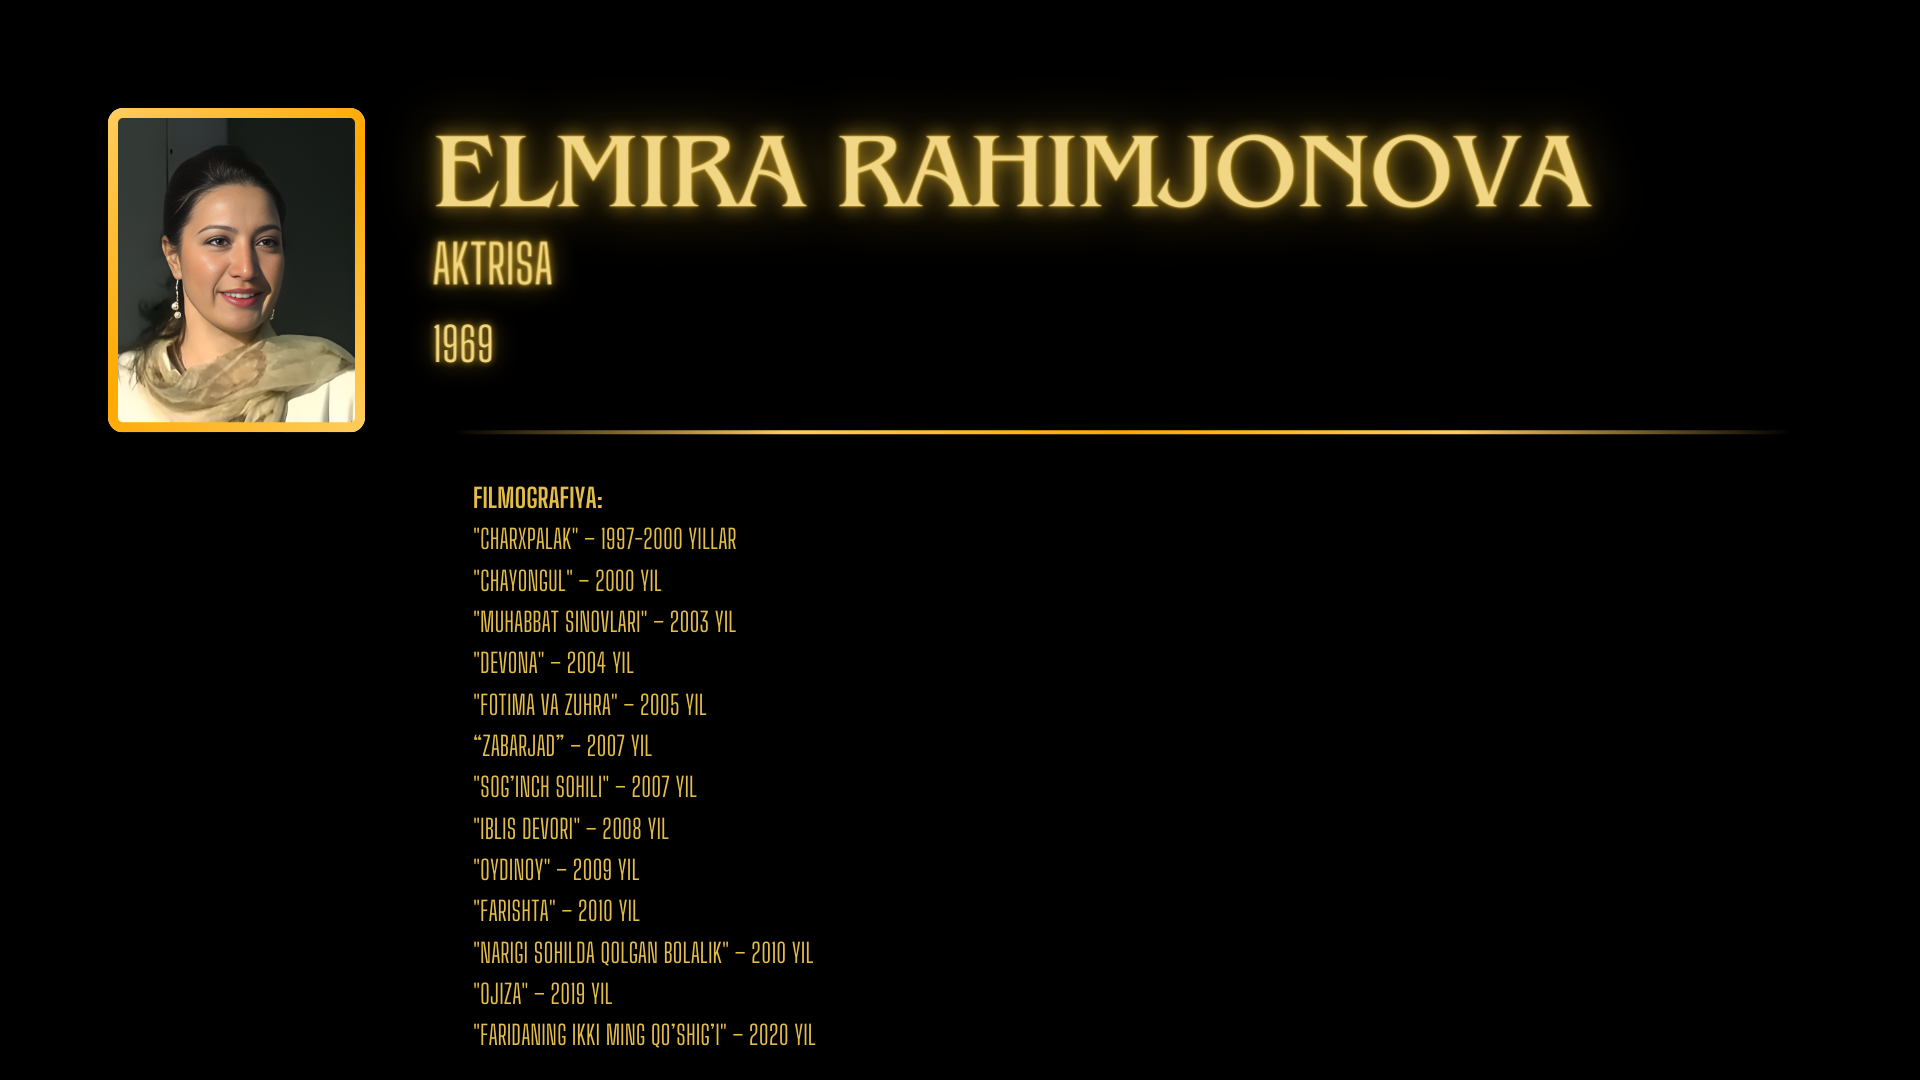 ELMIRA RAHIMJONOVA
AKTRISA
1969
FILMOGRAFIYA:
"CHARXPALAK" – 1997-2000 YILLAR
"CHAYONGUL" – 2000 YIL
"MUHABBAT SINOVLARI" – 2003 YIL
"DEVONA" – 2004 YIL
"FOTIMA VA ZUHRA" – 2005 YIL
“ZABARJAD” – 2007 YIL
"SOG’INCH SOHILI" – 2007 YIL
"IBLIS DEVORI" – 2008 YIL
"OYDINOY" – 2009 YIL
"FARISHTA" – 2010 YIL
"NARIGI SOHILDA QOLGAN BOLALIK" – 2010 YIL
"OJIZA" – 2019 YIL
"FARIDANING IKKI MING QO’SHIG’I" – 2020 YIL